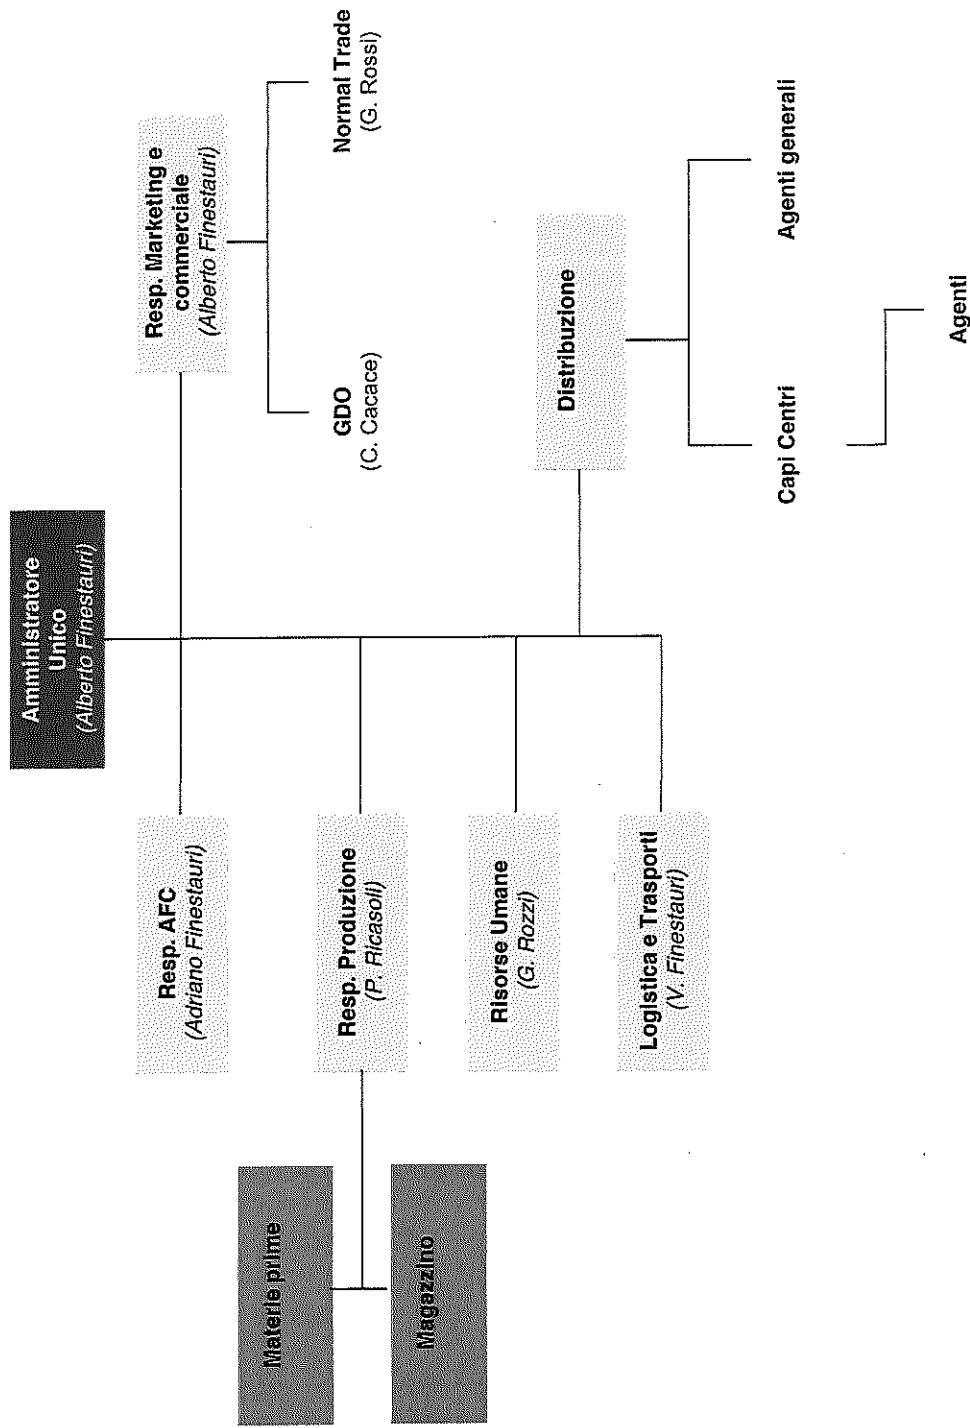 Amministratore
Unico
(Alberto Finestauri)
Resp. AFC
(Adriano Finestauri)
Resp. Marketing e
commerciale
(Alberto Finestauri)
Materie prime
Resp. Produzione
(P. Ricasoli)
GDO
(C. Cacace)
Normal Trade
(G. Rossi)
Magazzino
Risorse Umane
(G. Rozzi)
Logistica e Trasporti
(V. Finestauri)
Distribuzione
Capi Centri
Agenti generali
Agenti